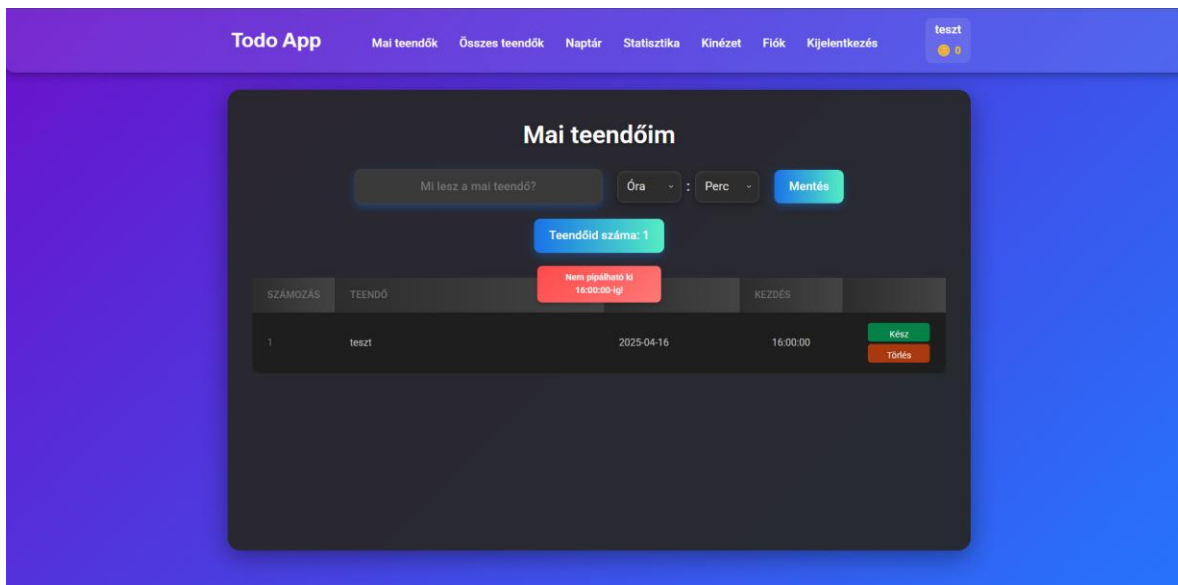 Todo App
Mai teendők
Összes teendők
Naptár
Statisztika
Kinézet
Fiók
Kijelentkezés
teszt
0
Mai teendőim
Mi lesz a mai teendő?
Óra
:
Perc
Mentés
Teendőid száma: 1
Nem pipálható ki
16:00:00-ig!
SZÁMOZÁS
TEENDŐ
KEZDÉS
1
teszt
2025-04-16
16:00:00
Kész
Törlés